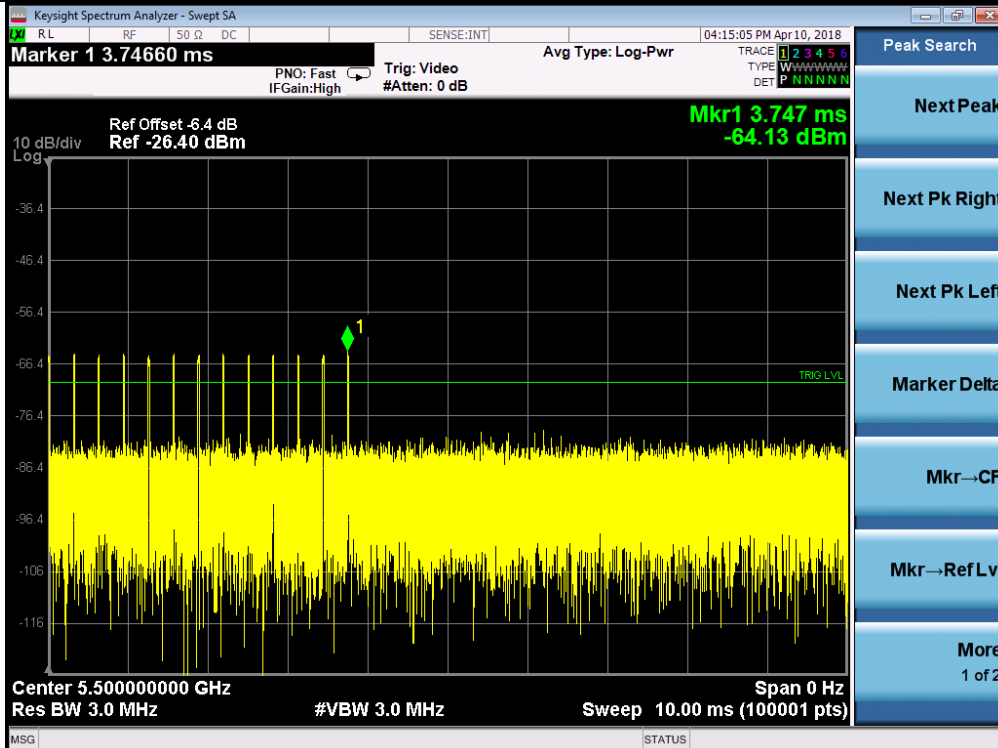 Keysight Spectrum Analyzer - Swept SA
LXI RL RF 50 Ω DC SENSE:INT 04:15:05 PM Apr 10, 2018
Marker 1 3.74660 ms
PNO: Fast
IFGain:High
Trig: Video
#Atten: 0 dB
Avg Type: Log-Pwr
TRACE 1 2 3 4 5 6
TYPE WWWWWW
DET P N N N N N
Mkr1 3.747 ms
-64.13 dBm
Ref Offset -6.4 dB
10 dB/div Ref -26.40 dBm
Log
-36.4
-46.4
-56.4
1
-66.4
TRIG LVL
-76.4
-86.4
-96.4
-106
-116
Center 5.500000000 GHz Span 0 Hz
Res BW 3.0 MHz #VBW 3.0 MHz Sweep 10.00 ms (100001 pts)
MSG STATUS
Peak Search
Next Peak
Next Pk Right
Next Pk Left
Marker Delta
Mkr→CF
Mkr→Ref Lv
More
1 of 2